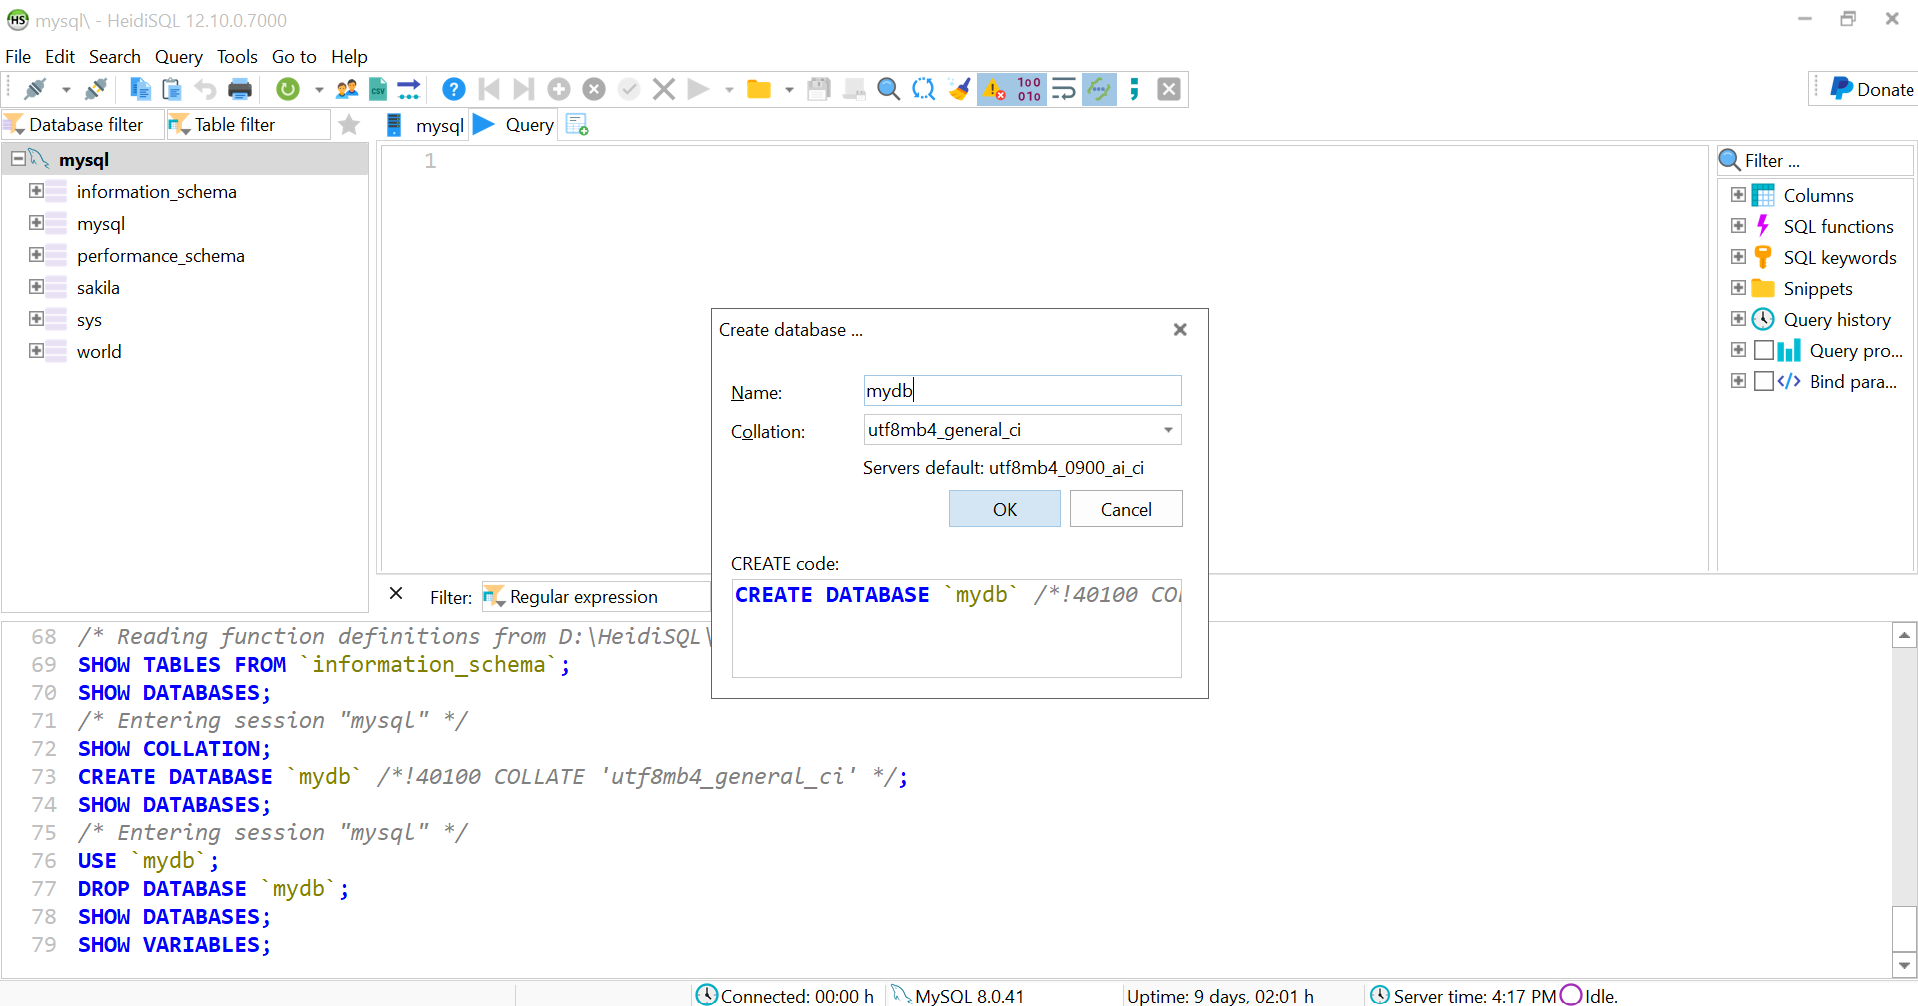 mysql\ - HeidiSQL 12.10.0.7000
File Edit Search Query Tools Go to Help
Donate
Database filter Table filter mysql Query
mysql
information_schema
mysql
performance_schema
sakila
sys
world
1
Filter ...
Columns
SQL functions
SQL keywords
Snippets
Query history
Query pro...
Bind para...
Create database ...
Name: mydb
Collation: utf8mb4_general_ci
Servers default: utf8mb4_0900_ai_ci
OK Cancel
CREATE code:
CREATE DATABASE `mydb` /*!40100 COL
Filter: Regular expression
68 /* Reading function definitions from D:\HeidiSQL\
69 SHOW TABLES FROM `information_schema`;
70 SHOW DATABASES;
71 /* Entering session "mysql" */
72 SHOW COLLATION;
73 CREATE DATABASE `mydb` /*!40100 COLLATE 'utf8mb4_general_ci' */;
74 SHOW DATABASES;
75 /* Entering session "mysql" */
76 USE `mydb`;
77 DROP DATABASE `mydb`;
78 SHOW DATABASES;
79 SHOW VARIABLES;
Connected: 00:00 h MySQL 8.0.41 Uptime: 9 days, 02:01 h Server time: 4:17 PM Idle.